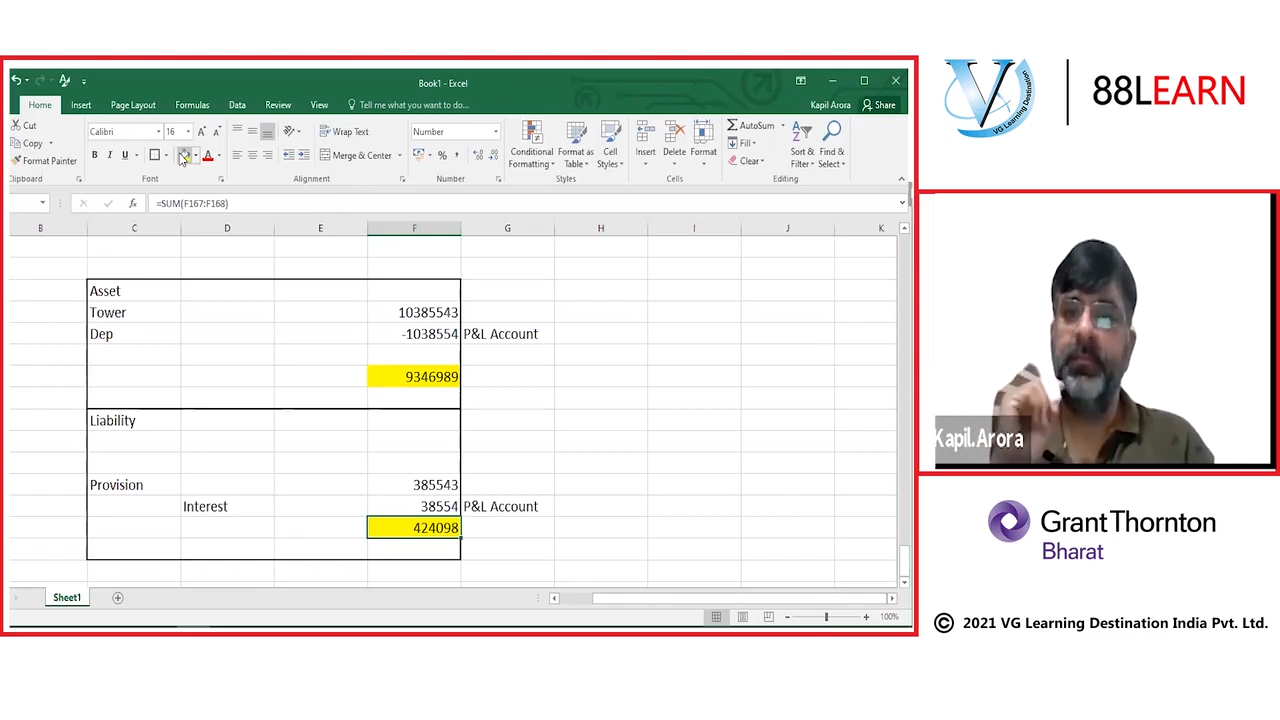 Book1 - Excel
Home Insert Page Layout Formulas Data Review View Tell me what you want to do... Kapil Arora Share
Cut
Copy
Format Painter
Clipboard
Calibri 16
B I U
Font
Wrap Text
Merge & Center
Alignment
Number
Number
Conditional Formatting
Format as Table
Cell Styles
Styles
Insert
Delete
Format
Cells
AutoSum
Fill
Clear
Sort & Filter
Find & Select
Editing
fx =SUM(F167:F168)
B C D E F G H I J K
Asset
Tower 10385543
Dep -1038554 P&L Account
9346989
Liability
Provision 385543
Interest 38554 P&L Account
424098
Sheet1
100%
VG Learning Destination
88LEARN
Kapil.Arora
Grant Thornton
Bharat
© 2021 VG Learning Destination India Pvt. Ltd.